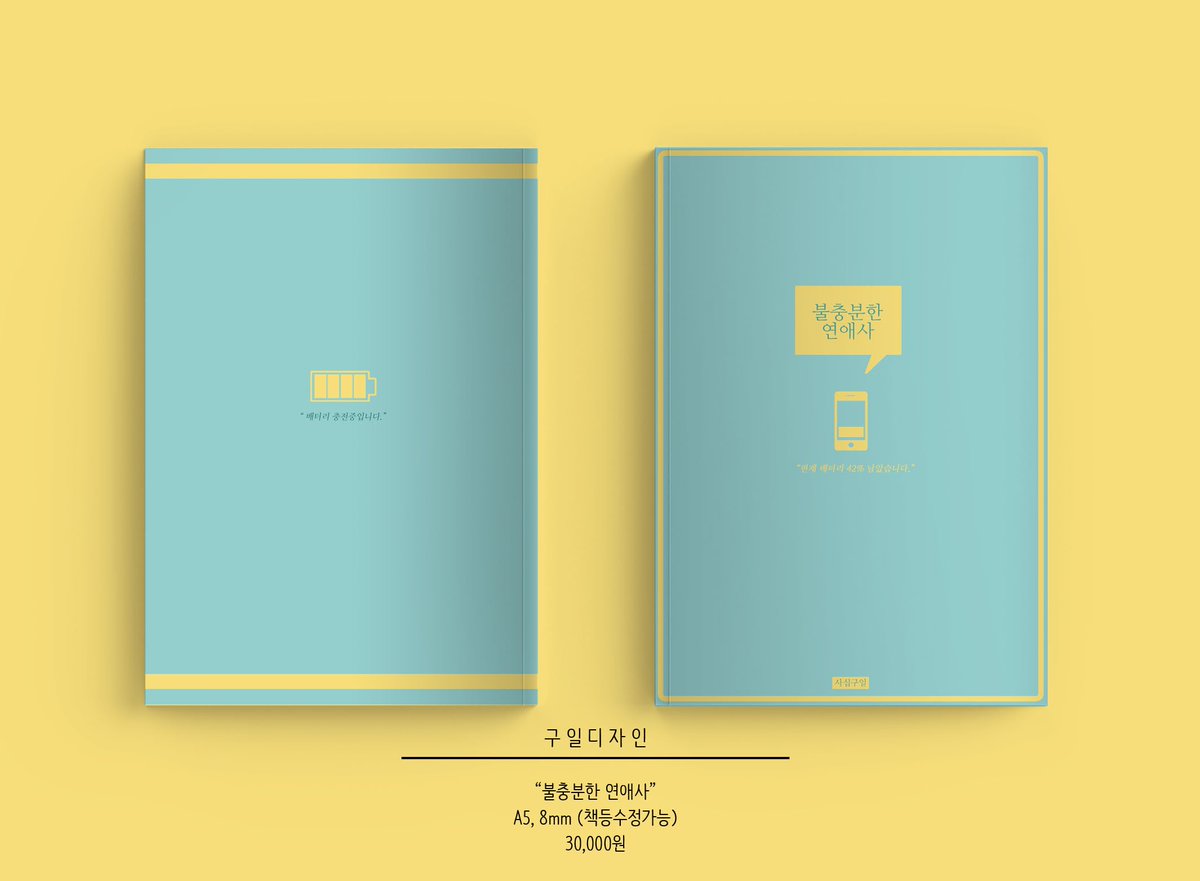 불충분한
연애사
“ 배터리 충전중입니다.”
“현재 배터리 42% 남았습니다.”
사십구일
구일디자인
“불충분한 연애사”
A5, 8mm (책등수정가능)
30,000원